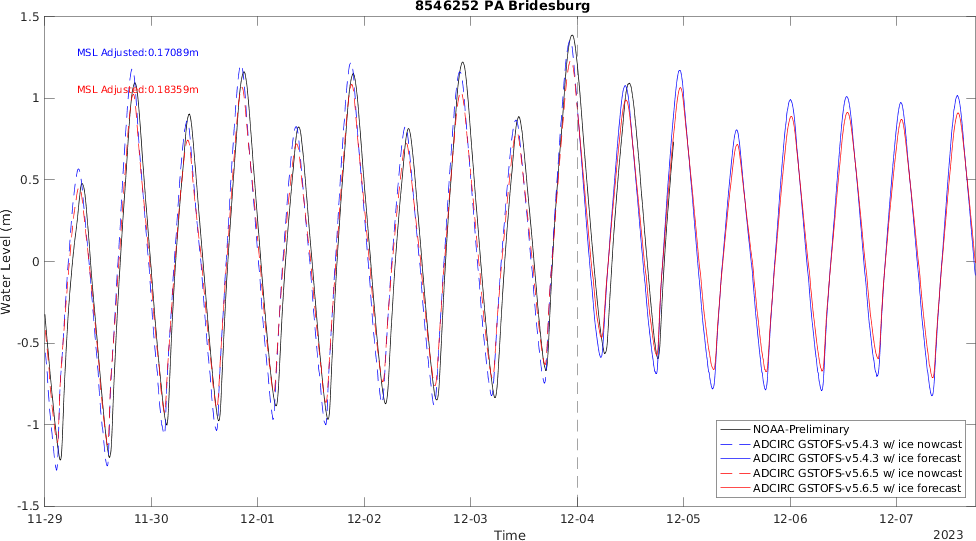 8546252 PA Bridesburg
1.5
1
0.5
0
-0.5
-1
-1.5
Water Level (m)
MSL Adjusted:0.17089m
MSL Adjusted:0.18359m
NOAA-Preliminary
ADCIRC GSTOFS-v5.4.3 w/ ice nowcast
ADCIRC GSTOFS-v5.4.3 w/ ice forecast
ADCIRC GSTOFS-v5.6.5 w/ ice nowcast
ADCIRC GSTOFS-v5.6.5 w/ ice forecast
11-29 11-30 12-01 12-02 12-03 12-04 12-05 12-06 12-07
Time
2023